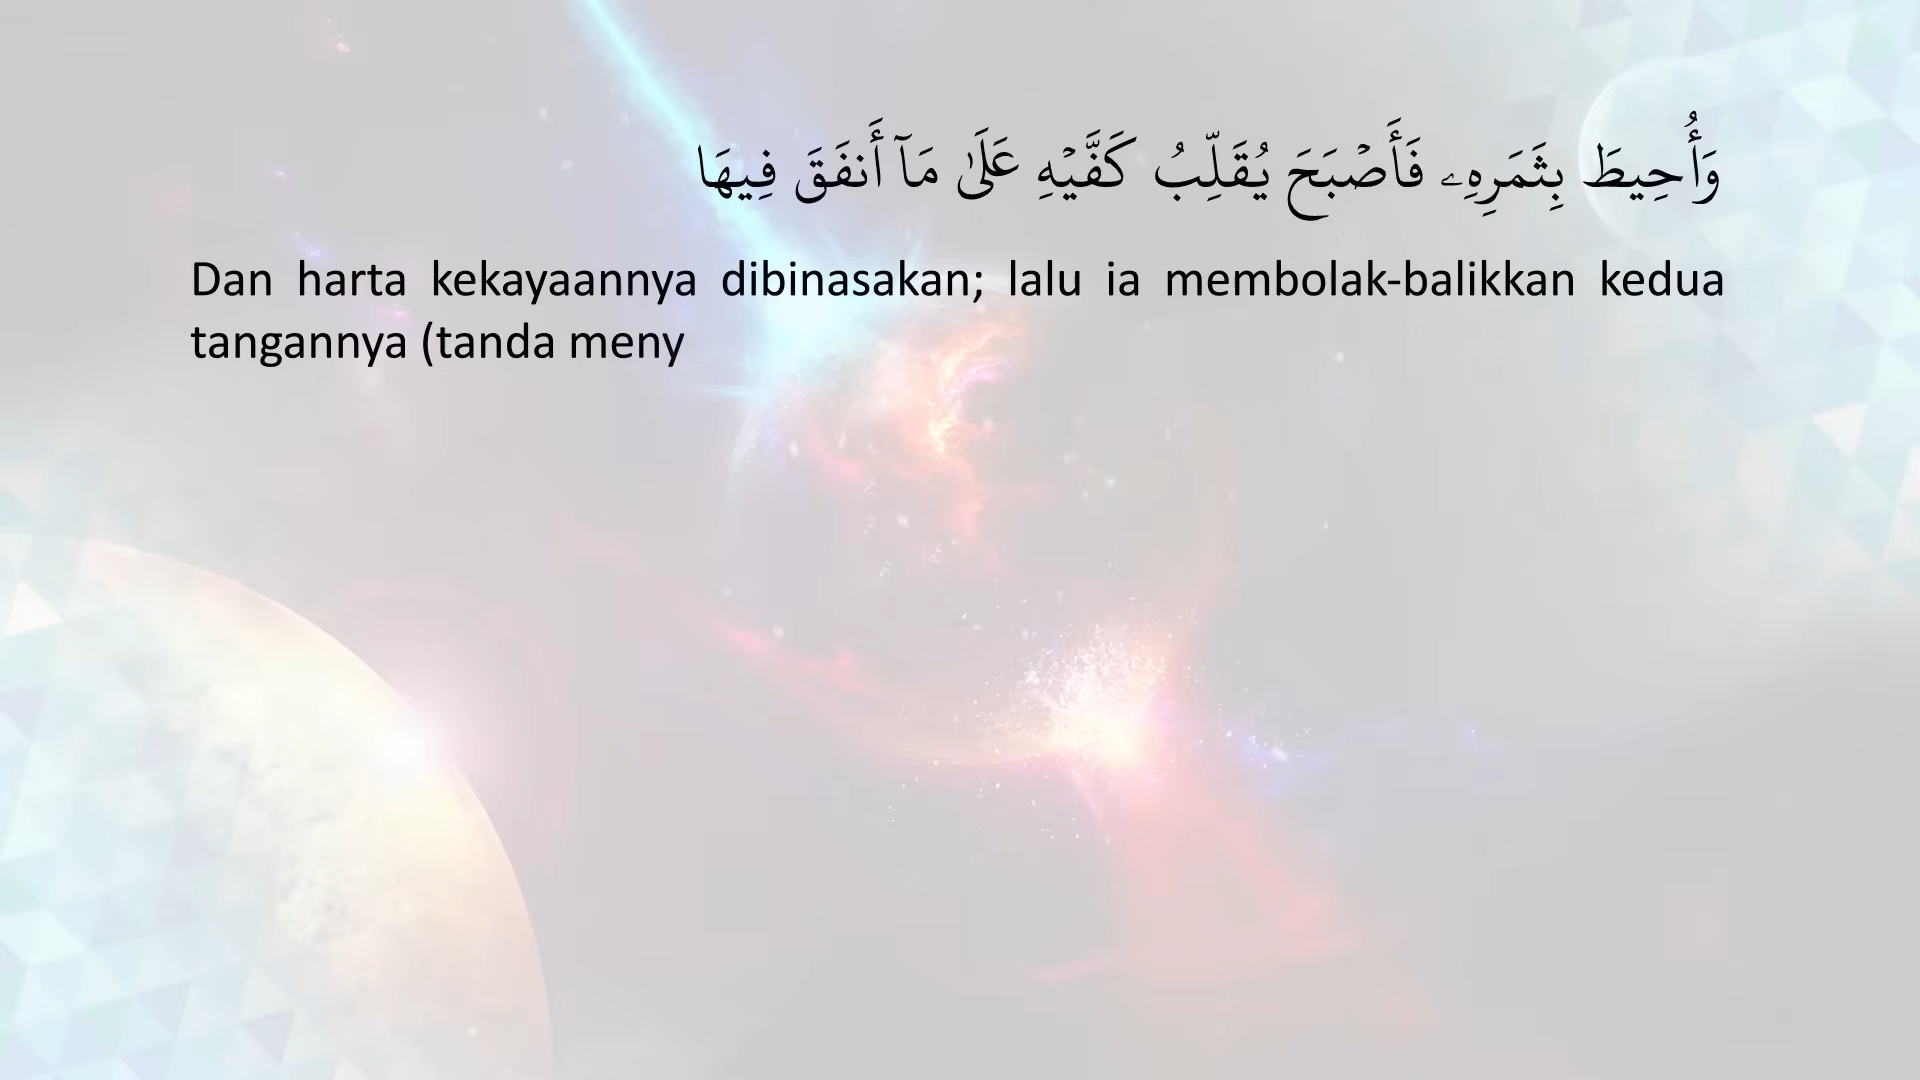 وَأُحِيطَ بِثَمَرِهِۦ فَأَصۡبَحَ يُقَلِّبُ كَفَّيۡهِ عَلَىٰ مَآ أَنفَقَ فِيهَا
Dan harta kekayaannya dibinasakan; lalu ia membolak-balikkan kedua
tangannya (tanda meny